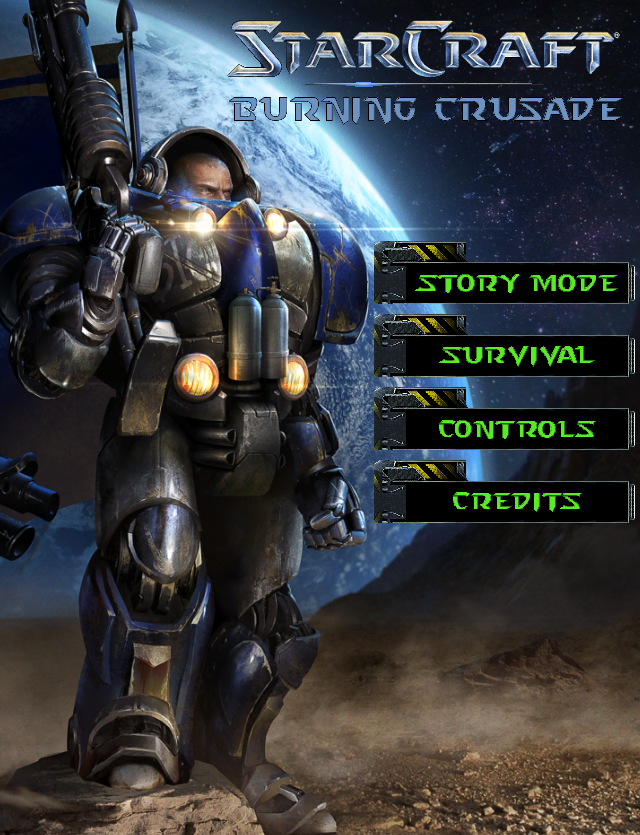 STARCRAFT®
BURNING CRUSADE
STORY MODE
SURVIVAL
CONTROLS
CREDITS